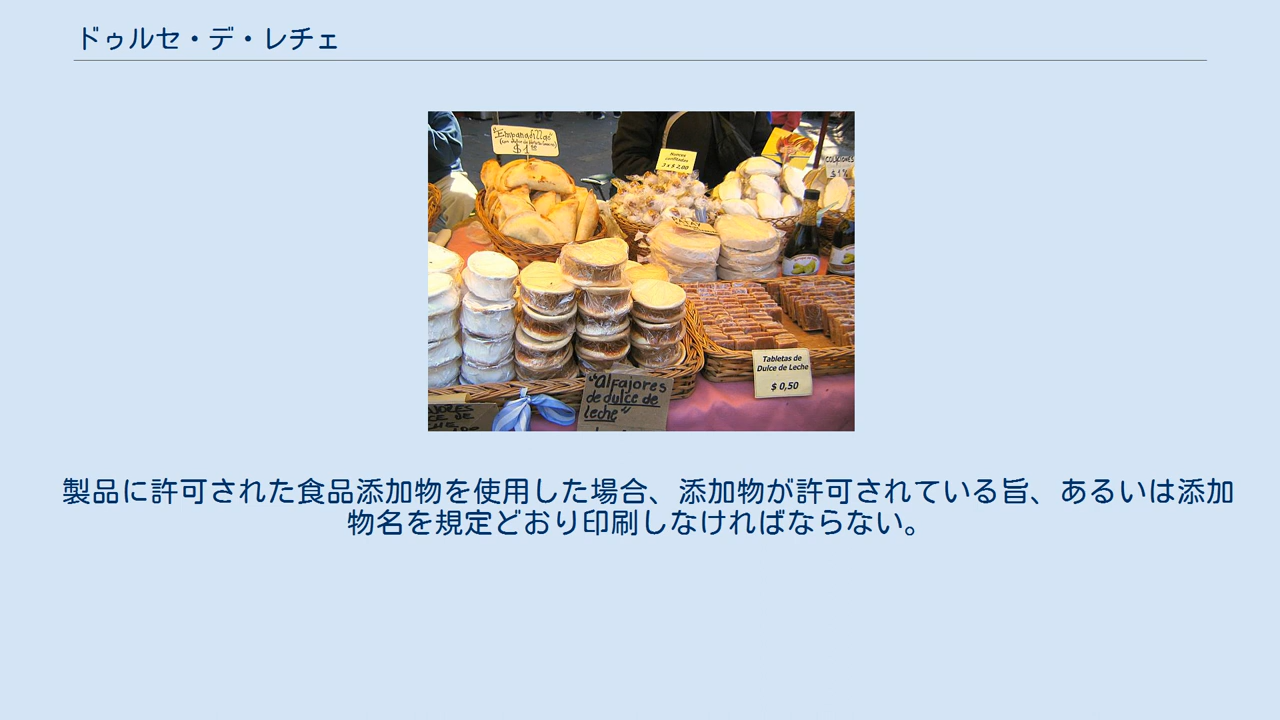 ドゥルセ・デ・レチェ
"Empanadillas"
$1
3 x $ 2,00
Tabletas de
Dulce de Leche
$ 0,50
"alfajores
de dulce de
leche"
製品に許可された食品添加物を使用した場合、添加物が許可されている旨、あるいは添加
物名を規定どおり印刷しなければならない。